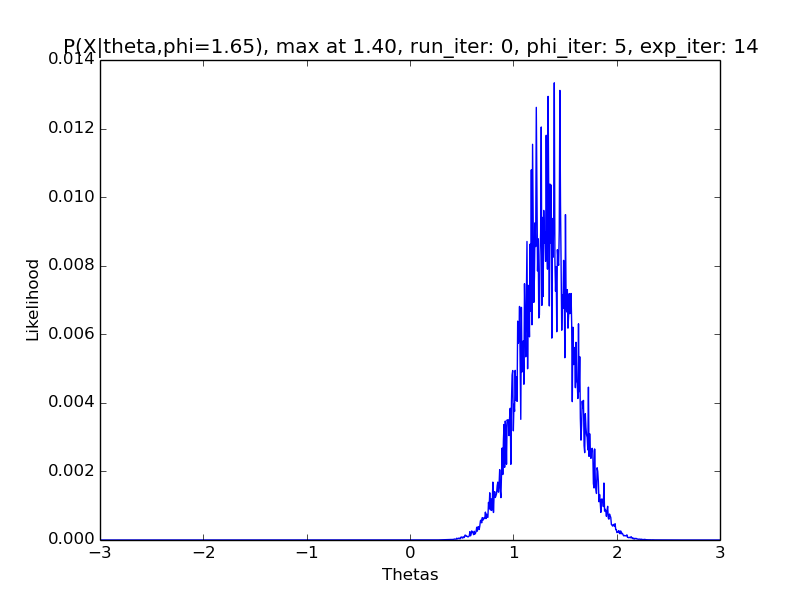 P(X|theta,phi=1.65), max at 1.40, run_iter: 0, phi_iter: 5, exp_iter: 14
0.014
0.012
0.010
0.008
0.006
0.004
0.002
0.000
Likelihood
−3 −2 −1 0 1 2 3
Thetas